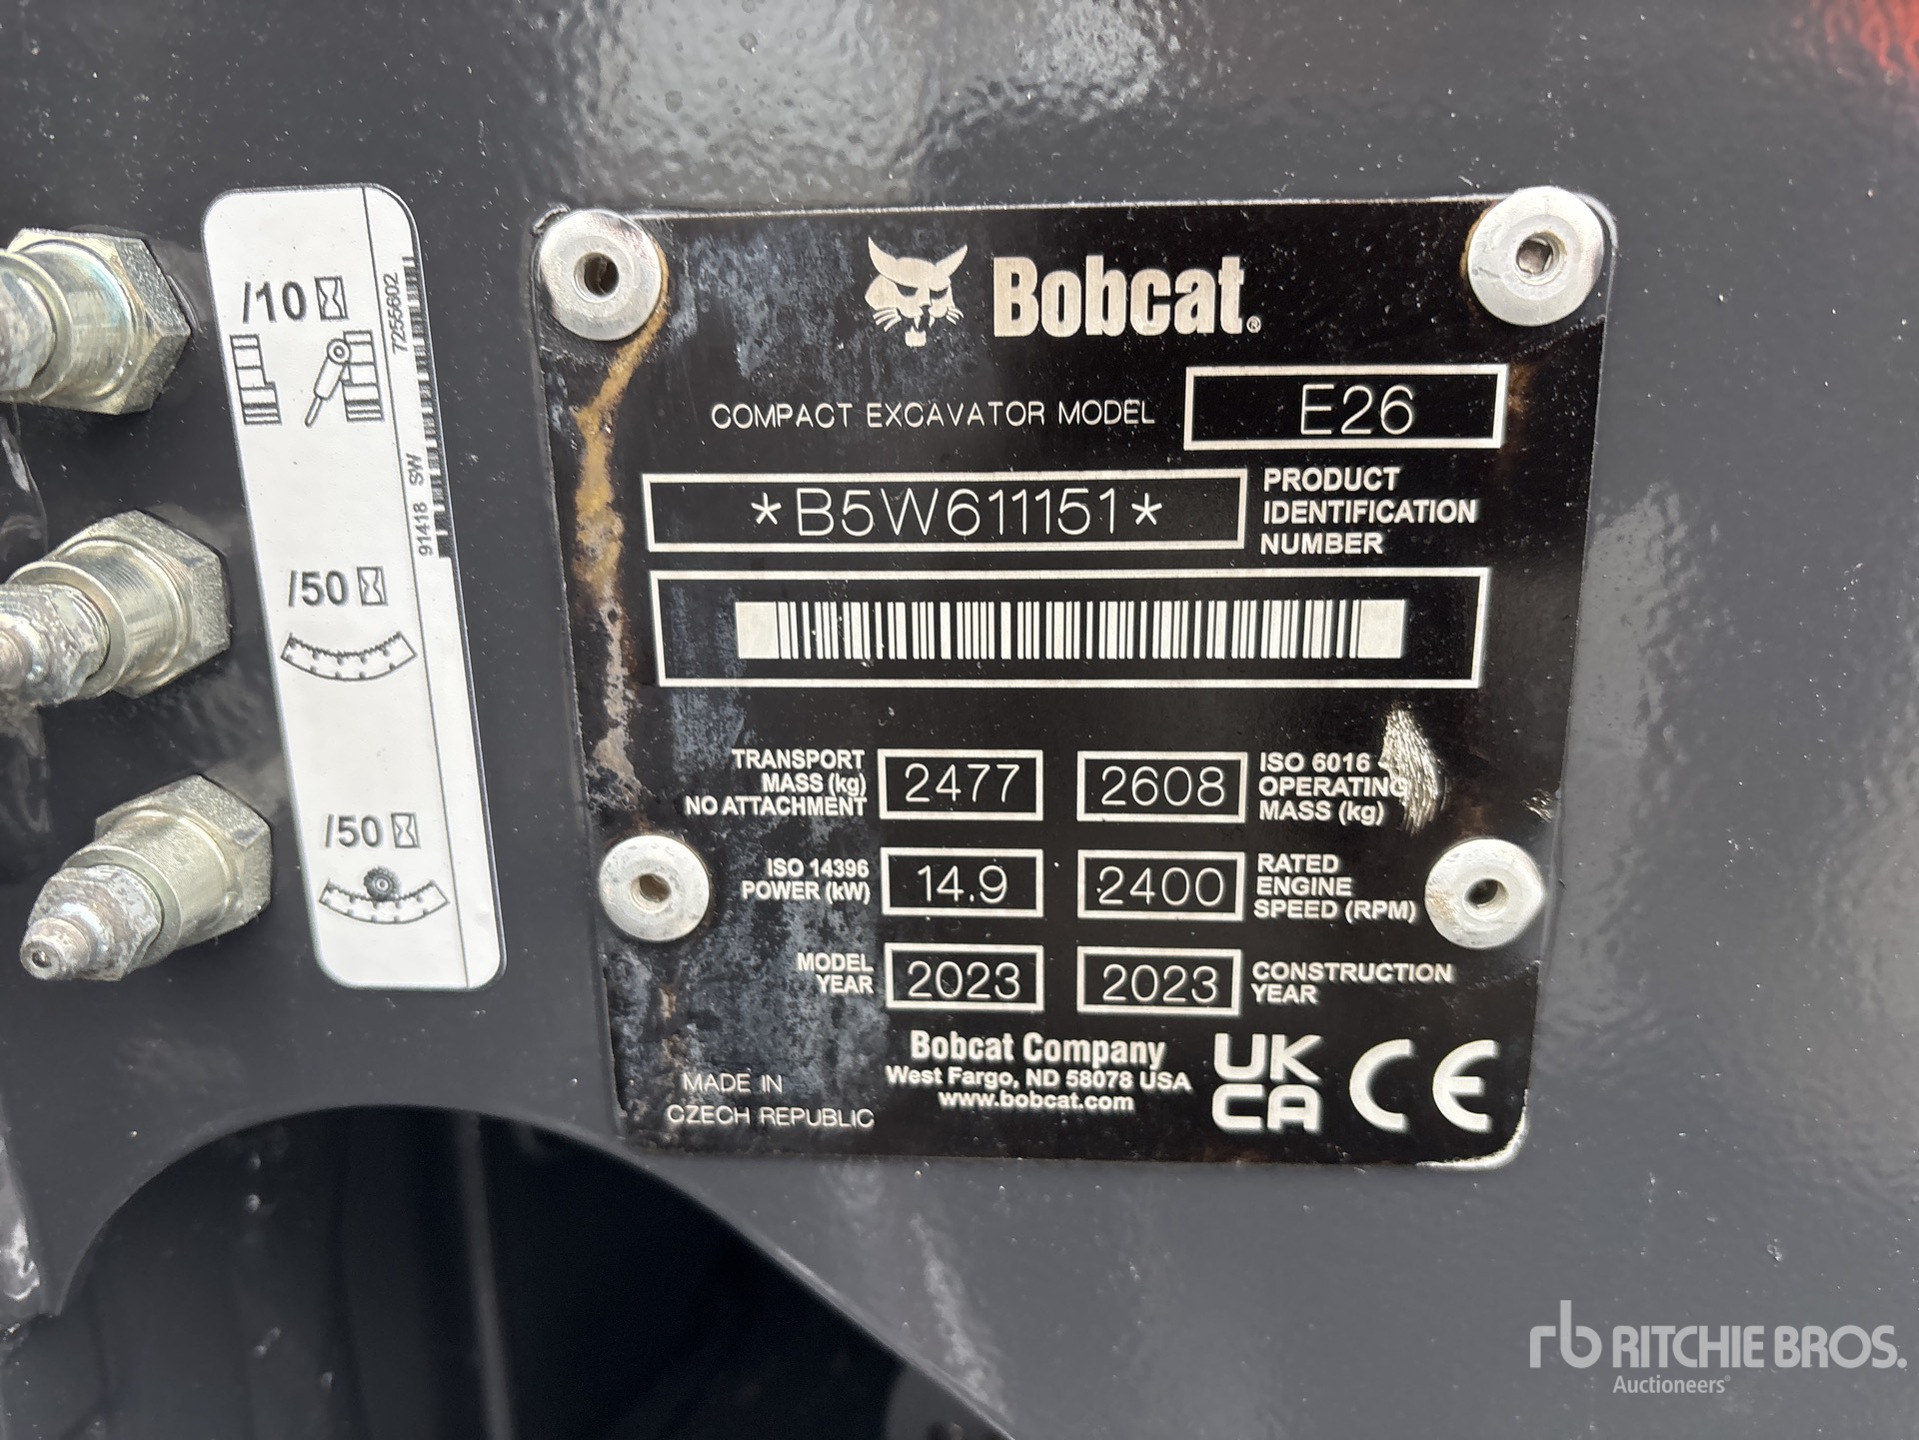 /10
72556602
91418 SW
/50
/50
Bobcat®
COMPACT EXCAVATOR MODEL E26
*B5W611151* PRODUCT
IDENTIFICATION
NUMBER
TRANSPORT
MASS (kg)
NO ATTACHMENT
2477
2608
ISO 6016
OPERATING
MASS (kg)
ISO 14396
POWER (kW)
14.9
2400
RATED
ENGINE
SPEED (RPM)
MODEL
YEAR
2023
2023
CONSTRUCTION
YEAR
MADE IN
CZECH REPUBLIC
Bobcat Company
West Fargo, ND 58078 USA
www.bobcat.com
UK
CA
CE
rb RITCHIE BROS.
Auctioneers